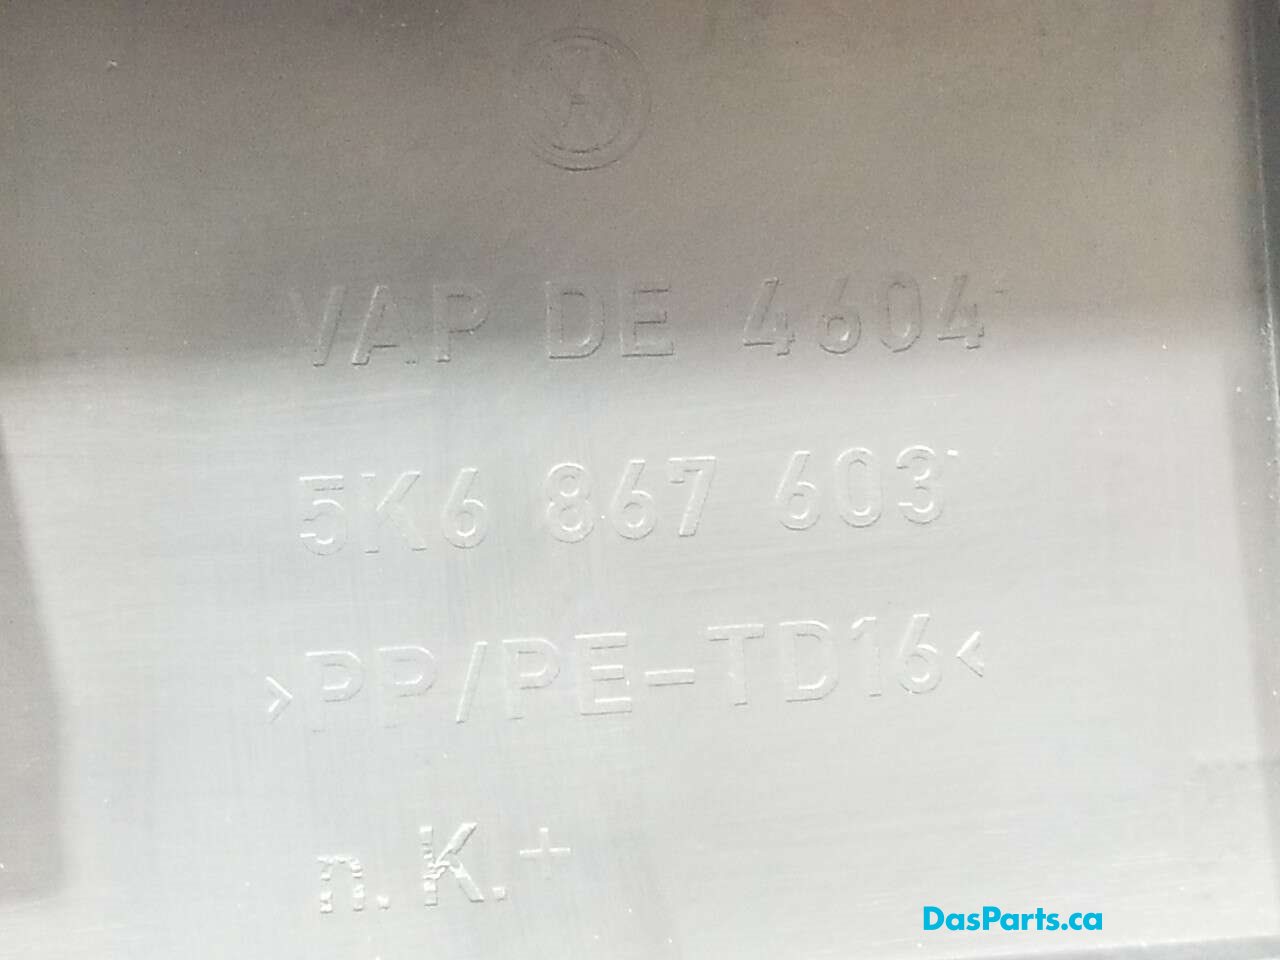 VAP DE 4604
5K6 867 603
>PP/PE-TD16<
n.K.+
DasParts.ca